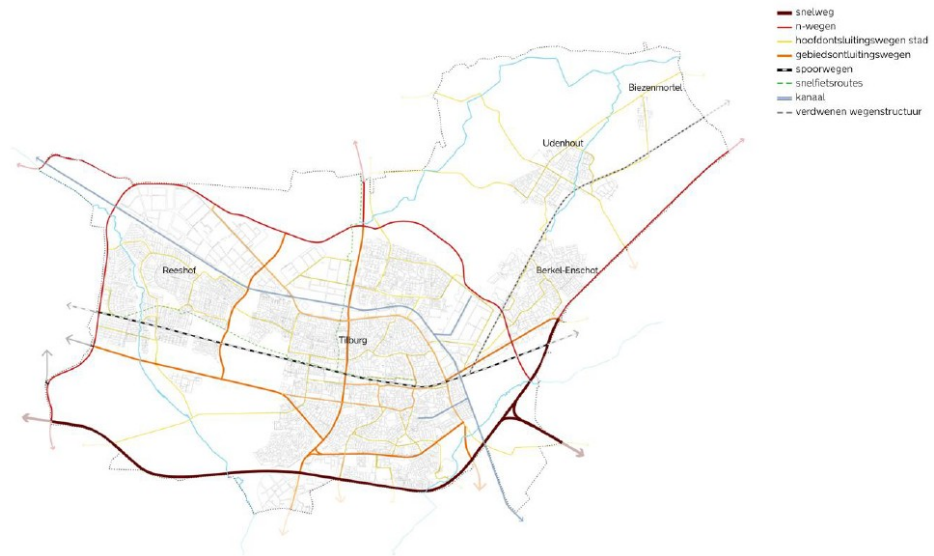 snelweg
n-wegen
hoofdontsluitingswegen stad
gebiedsontluitingswegen
spoorwegen
snelfietsroutes
kanaal
verdwenen wegenstructuur
Biezenmortel
Udenhout
Berkel-Enschot
Reeshof
Tilburg